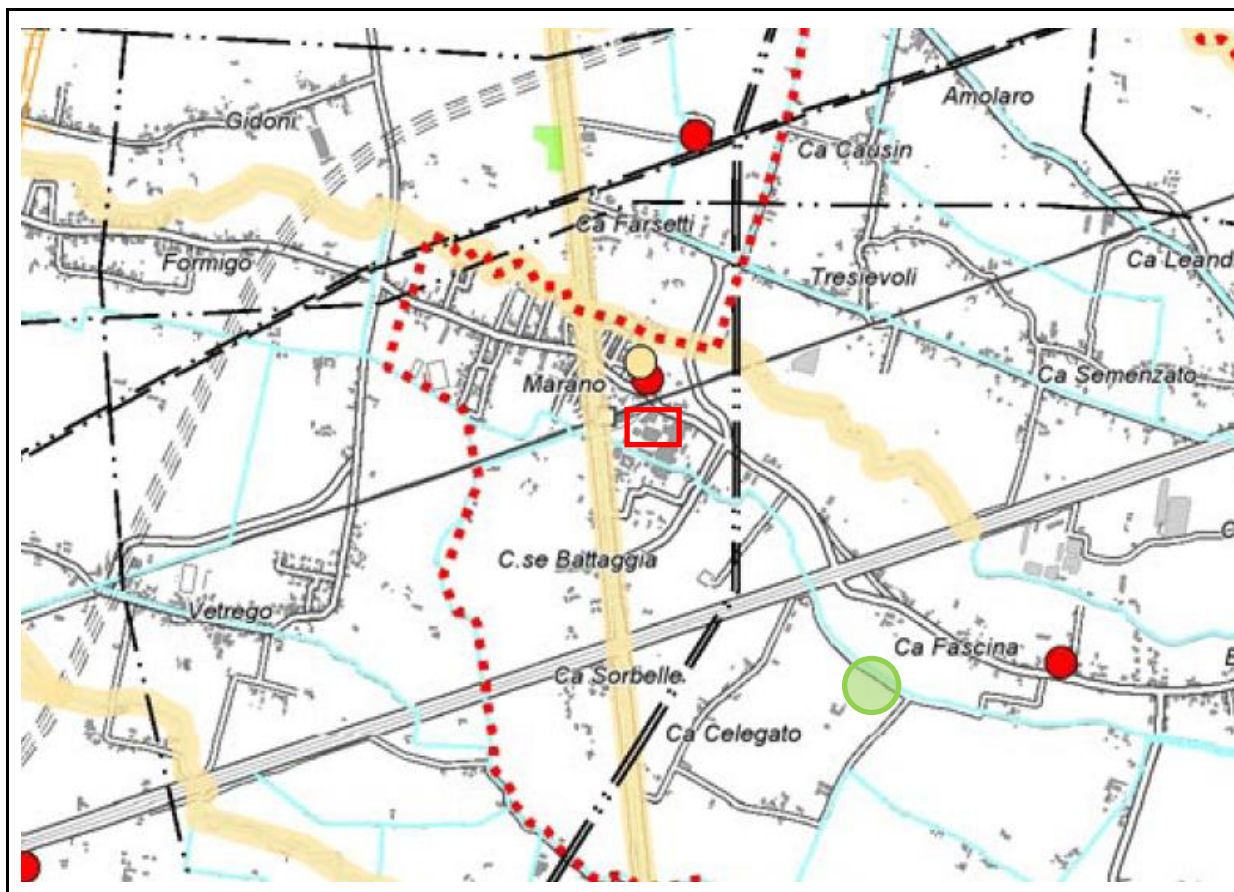 Amolaro
Gidoni
Ca Causin
Ca Farsetti
Formigo
Tresievoli
Ca Leand
Marano
Ca Semenzato
C.se Battaggia
Vetrego
Ca Fascina
Ca Sorbelle
Ca Celegato